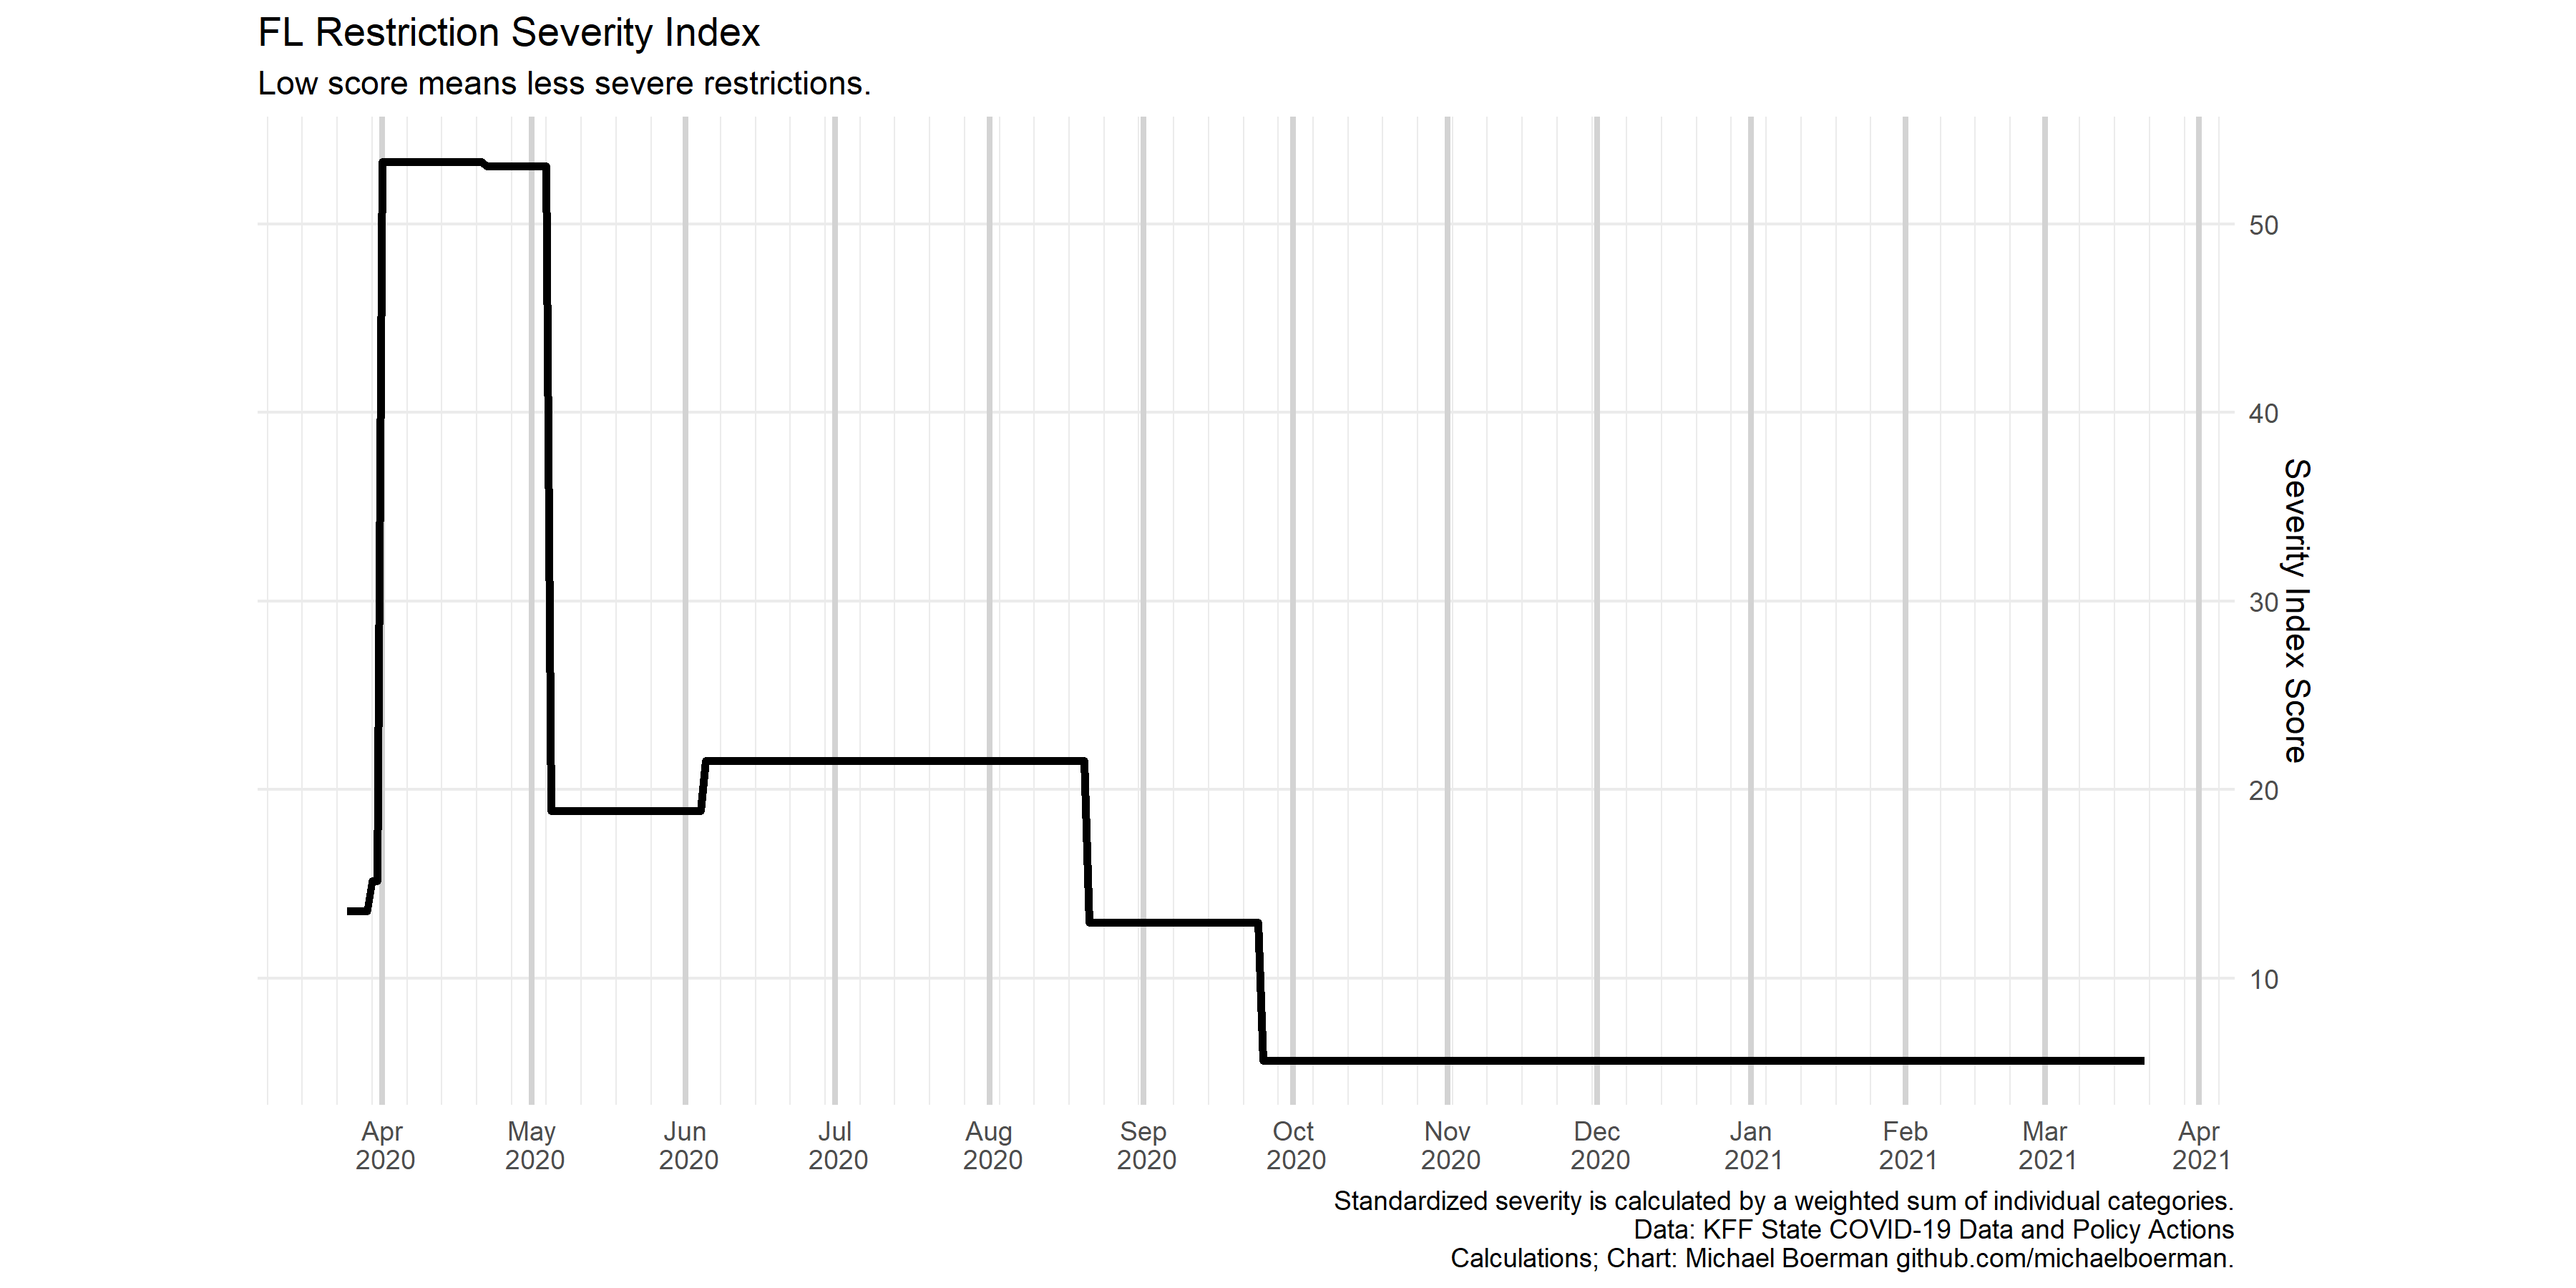 FL Restriction Severity Index
Low score means less severe restrictions.
50
40
30
20
10
Severity Index Score
Apr
2020
May
2020
Jun
2020
Jul
2020
Aug
2020
Sep
2020
Oct
2020
Nov
2020
Dec
2020
Jan
2021
Feb
2021
Mar
2021
Apr
2021
Standardized severity is calculated by a weighted sum of individual categories.
Data: KFF State COVID-19 Data and Policy Actions
Calculations; Chart: Michael Boerman github.com/michaelboerman.